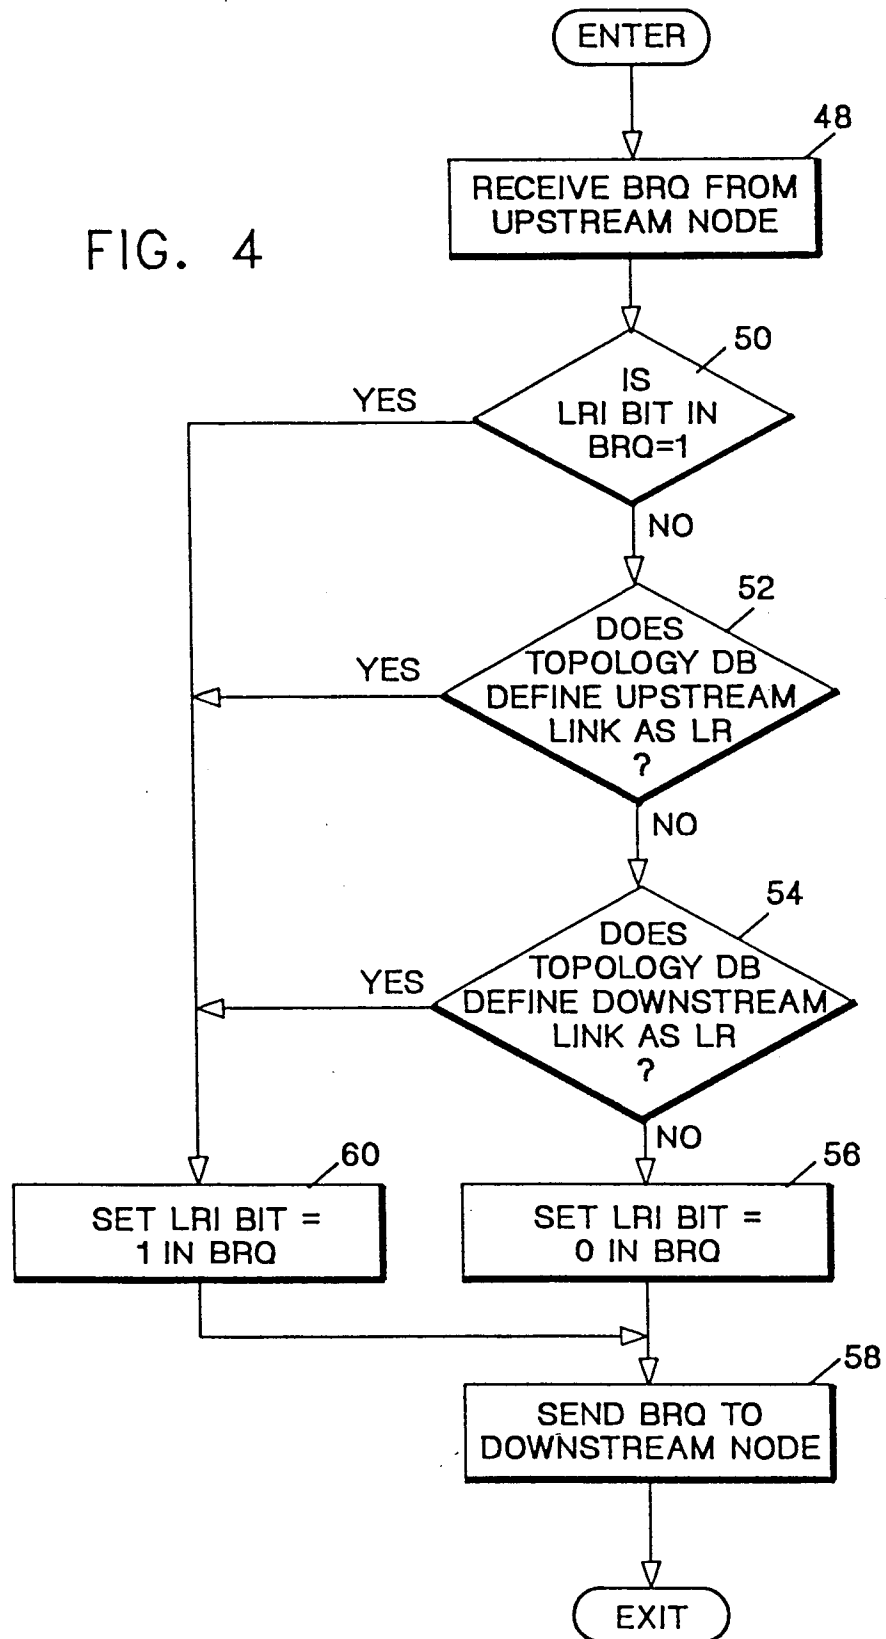 ENTER
48
RECEIVE BRQ FROM
UPSTREAM NODE
FIG. 4
50
IS
LRI BIT IN
BRQ=1
YES
NO
52
DOES
TOPOLOGY DB
DEFINE UPSTREAM
LINK AS LR
?
YES
NO
54
DOES
TOPOLOGY DB
DEFINE DOWNSTREAM
LINK AS LR
?
YES
NO
60
SET LRI BIT =
1 IN BRQ
56
SET LRI BIT =
0 IN BRQ
58
SEND BRQ TO
DOWNSTREAM NODE
EXIT